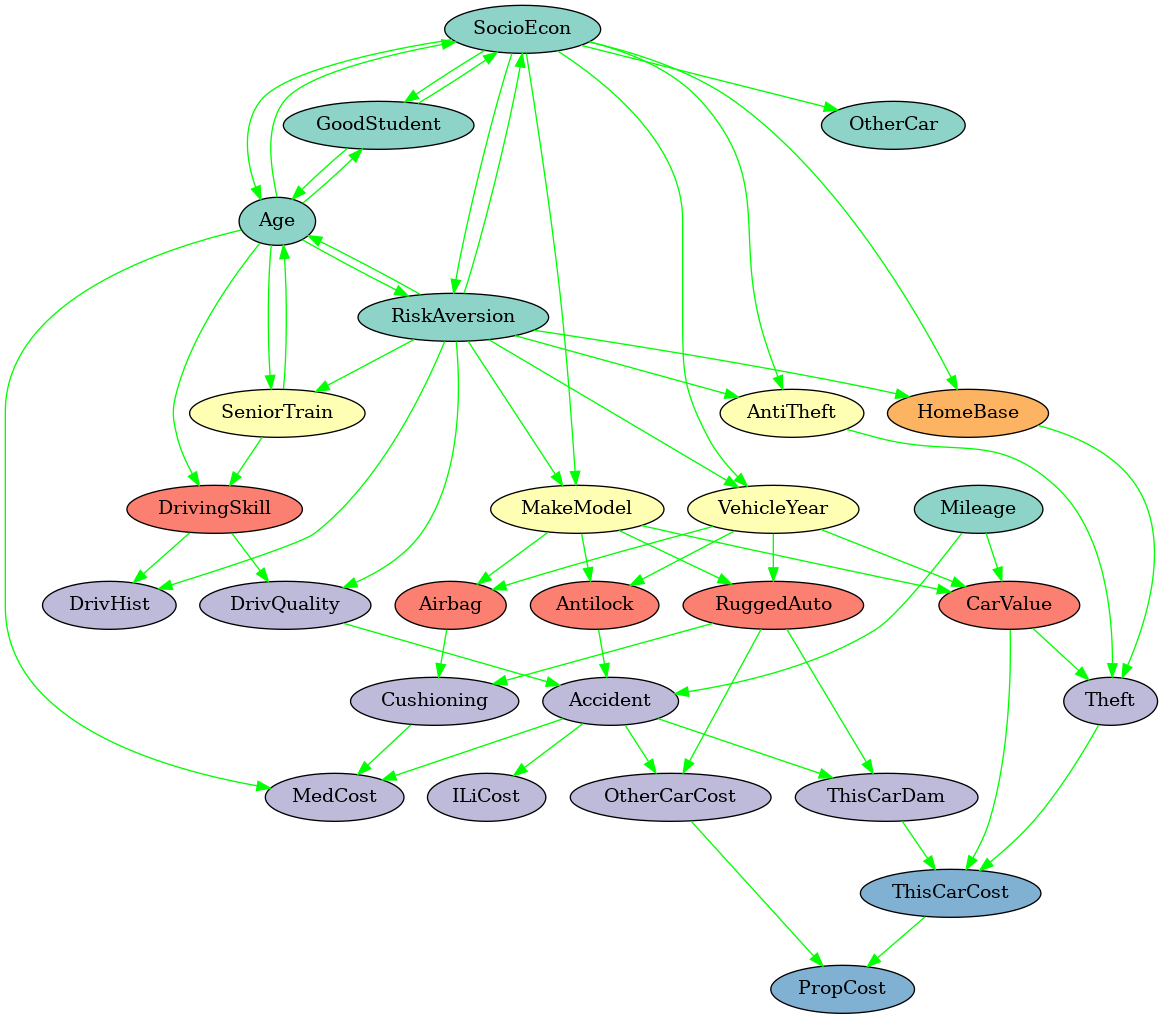 SocioEcon
GoodStudent
OtherCar
Age
RiskAversion
SeniorTrain
AntiTheft
HomeBase
DrivingSkill
MakeModel
VehicleYear
Mileage
DrivHist
DrivQuality
Airbag
Antilock
RuggedAuto
CarValue
Cushioning
Accident
Theft
MedCost
ILiCost
OtherCarCost
ThisCarDam
ThisCarCost
PropCost